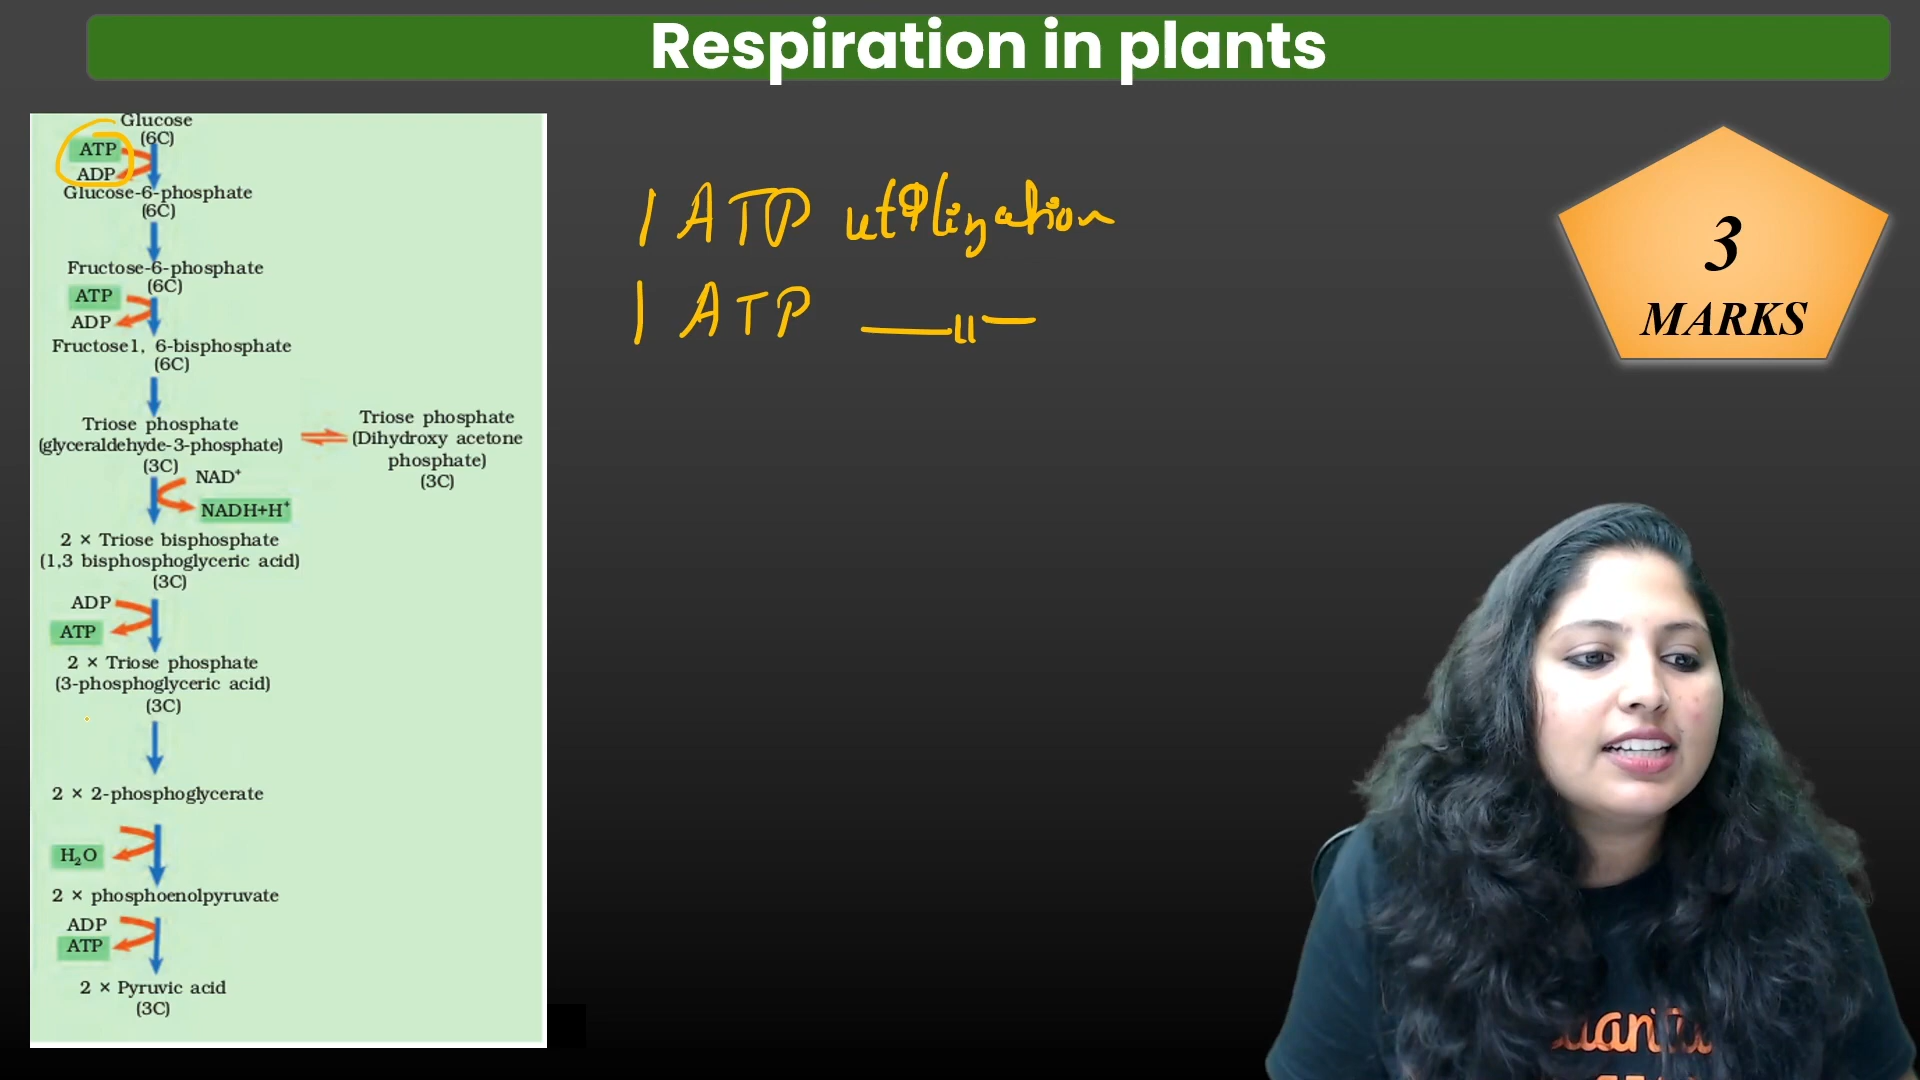 Respiration in plants
Glucose
(6C)
ATP
ADP
Glucose-6-phosphate
(6C)
Fructose-6-phosphate
(6C)
ATP
ADP
Fructose1, 6-bisphosphate
(6C)
Triose phosphate
(glyceraldehyde-3-phosphate)
(3C)
Triose phosphate
(Dihydroxy acetone
phosphate)
(3C)
NAD⁺
NADH+H⁺
2 × Triose bisphosphate
(1,3 bisphosphoglyceric acid)
(3C)
ADP
ATP
2 × Triose phosphate
(3-phosphoglyceric acid)
(3C)
2 × 2-phosphoglycerate
H₂O
2 × phosphoenolpyruvate
ADP
ATP
2 × Pyruvic acid
(3C)
1 ATP utilization
1 ATP —〃—
3
MARKS